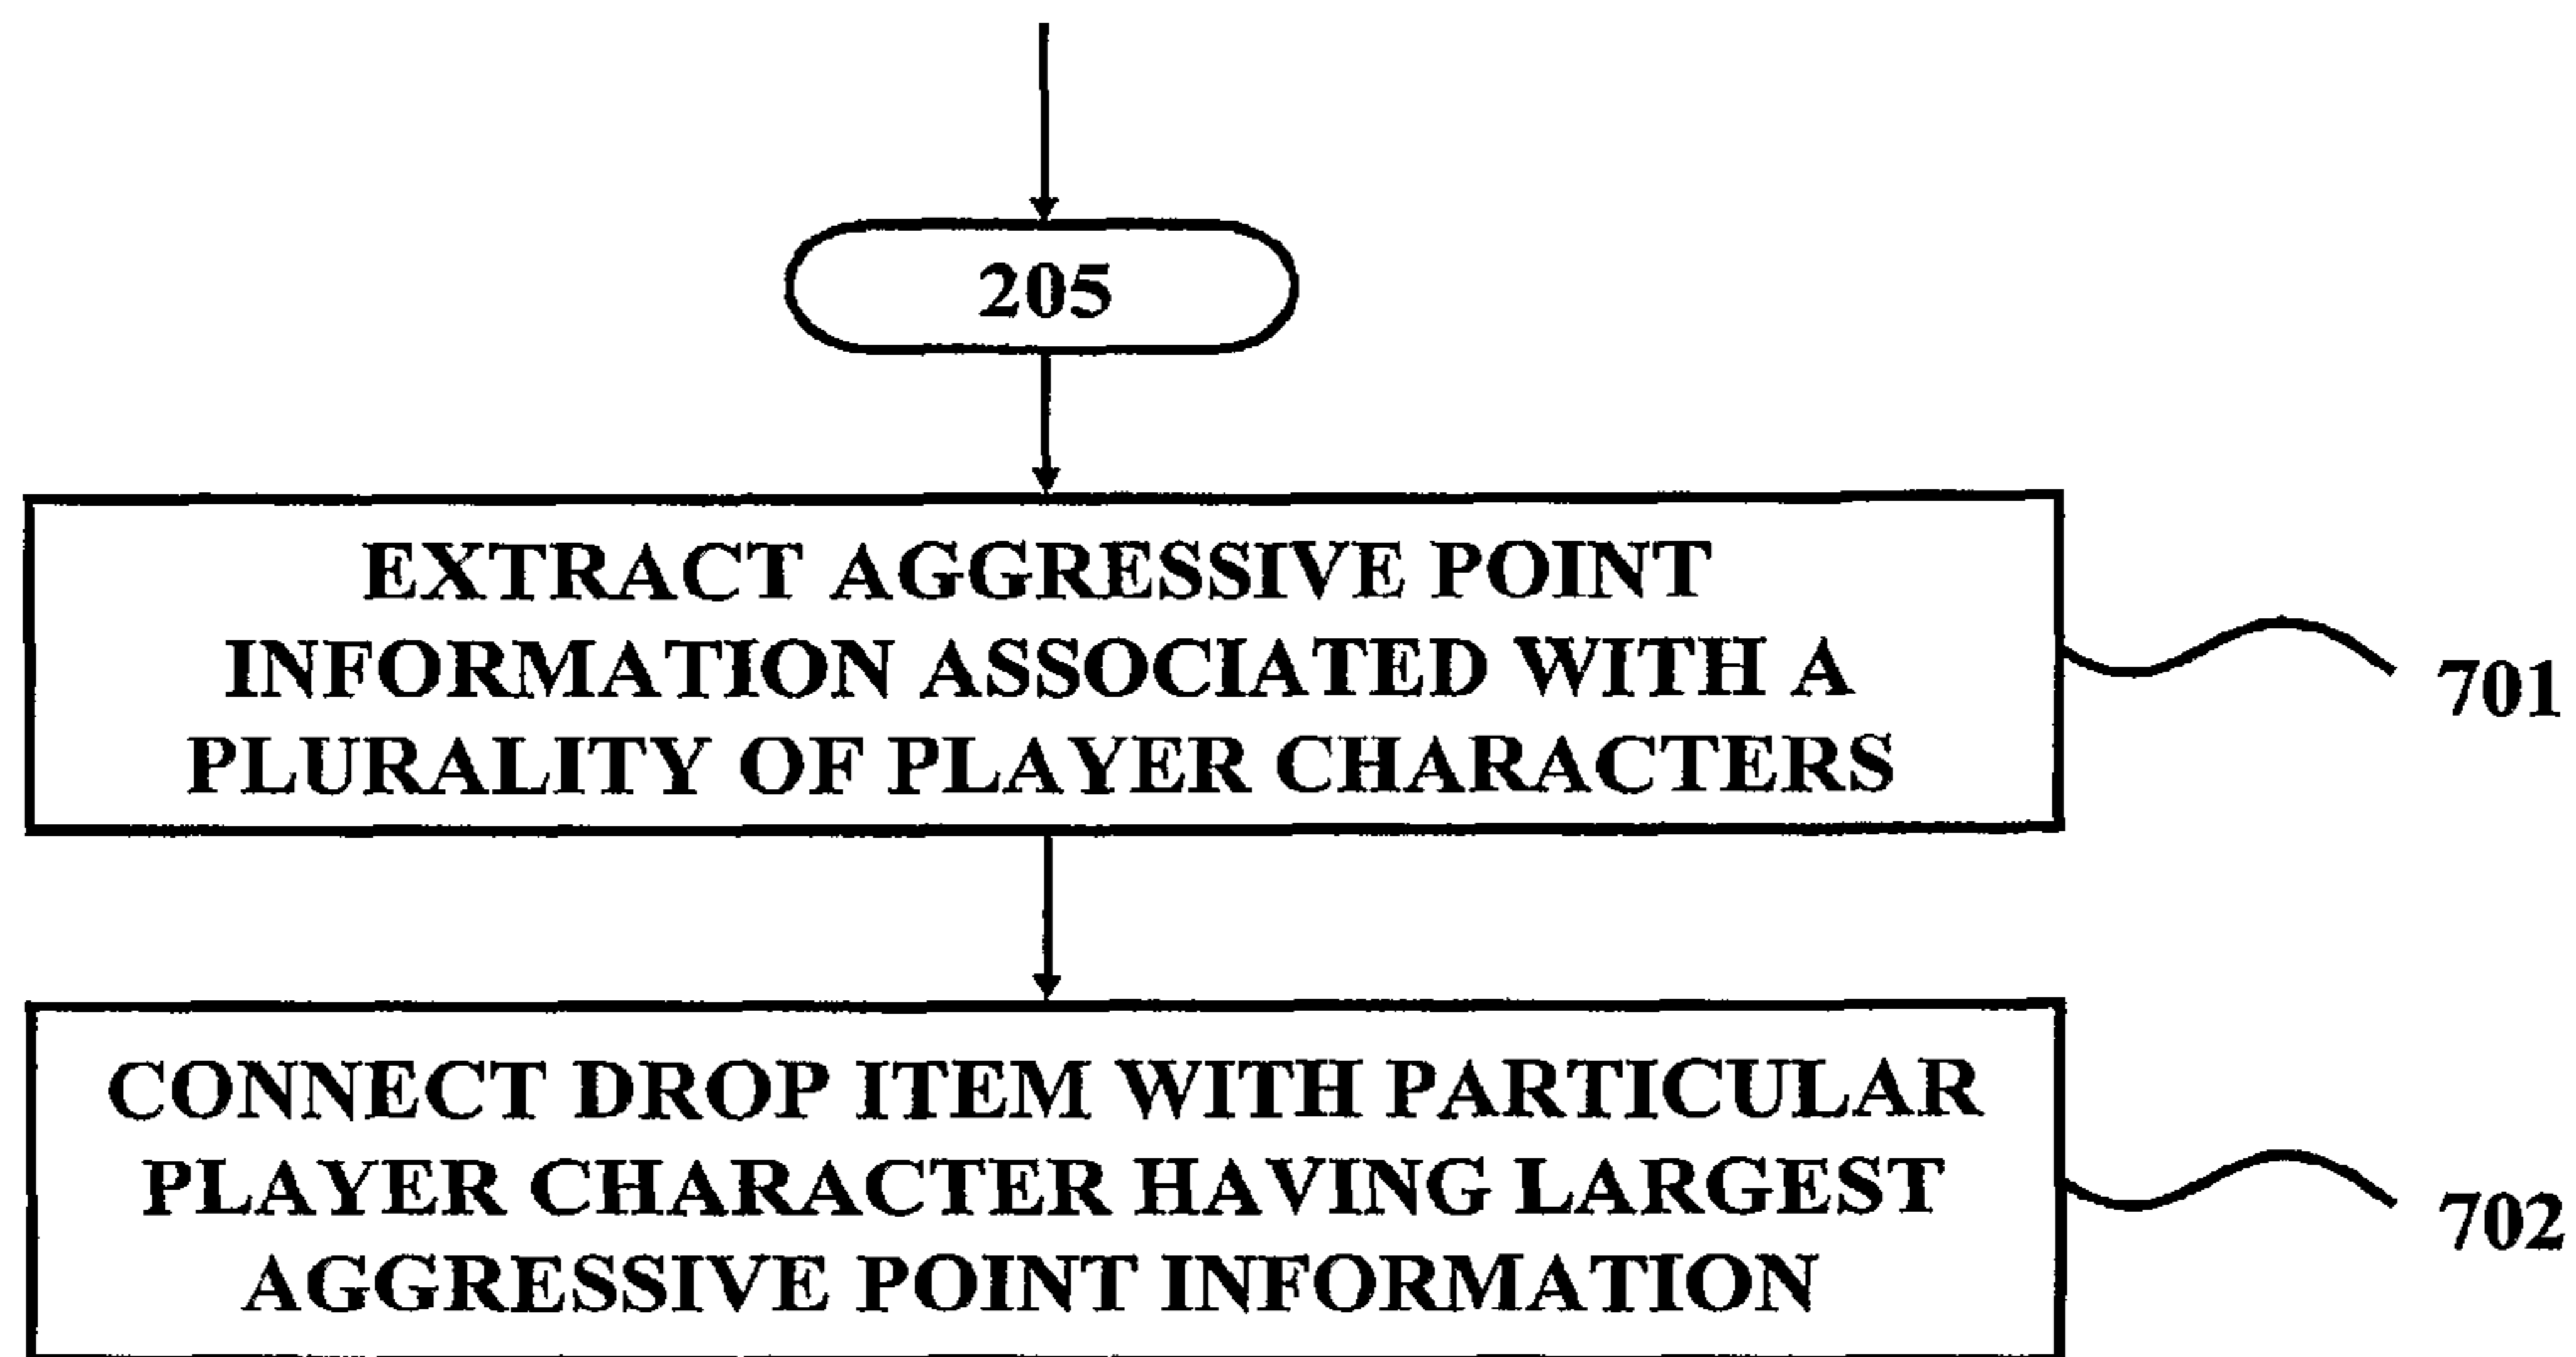 205
EXTRACT AGGRESSIVE POINT
INFORMATION ASSOCIATED WITH A
PLURALITY OF PLAYER CHARACTERS
701
CONNECT DROP ITEM WITH PARTICULAR
PLAYER CHARACTER HAVING LARGEST
AGGRESSIVE POINT INFORMATION
702